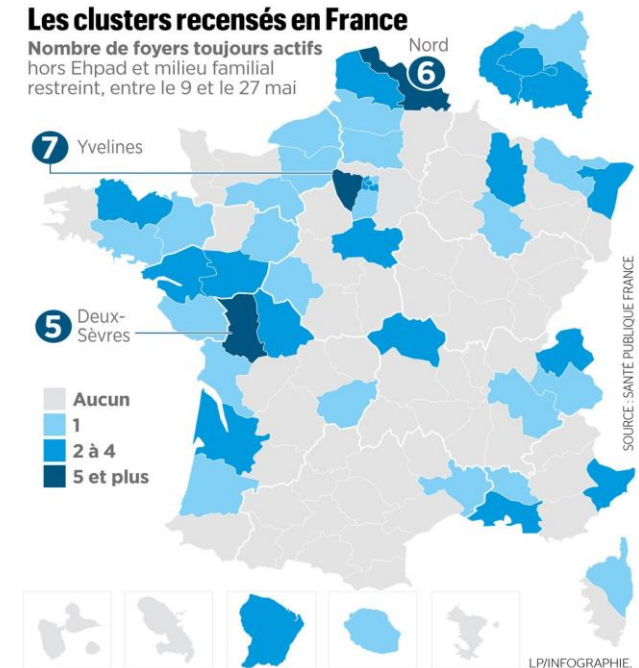 Les clusters recensés en France
Nombre de foyers toujours actifs
hors Ehpad et milieu familial
restreint, entre le 9 et le 27 mai
Nord
6
7 Yvelines
5 Deux-
Sèvres
Aucun
1
2 à 4
5 et plus
SOURCE : SANTÉ PUBLIQUE FRANCE
LP/INFOGRAPHIE.